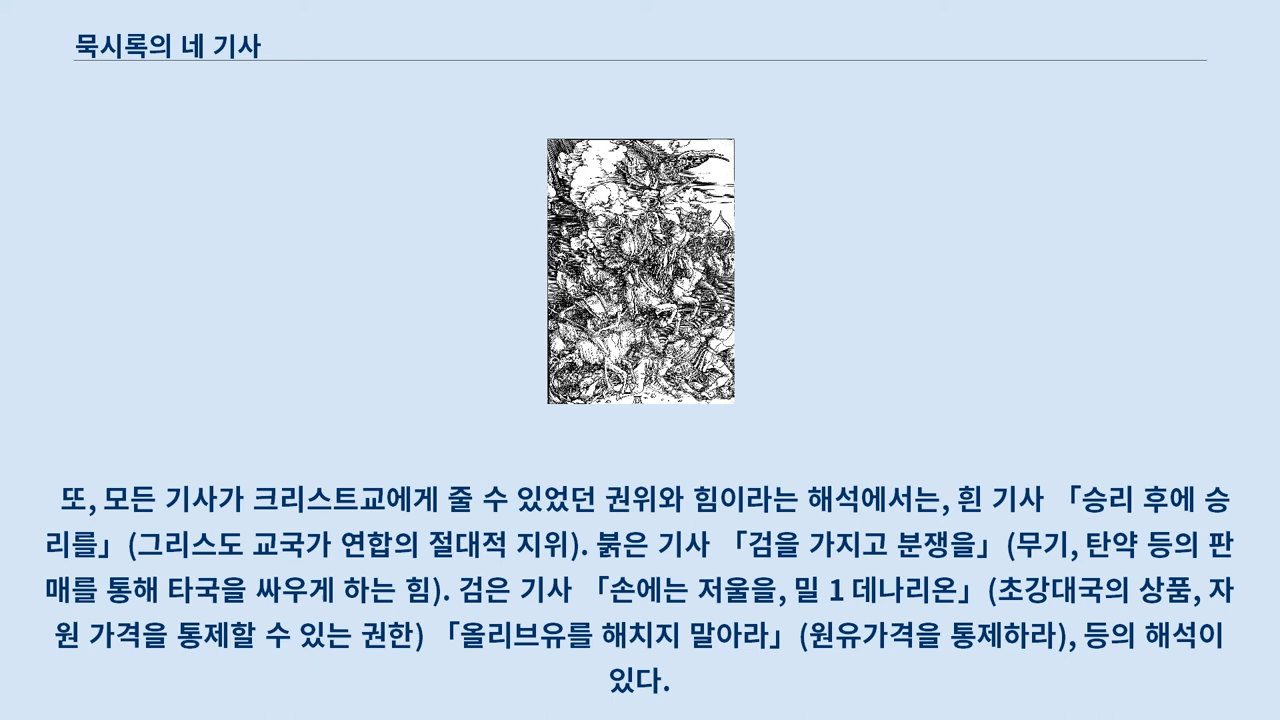 묵시록의 네 기사
또, 모든 기사가 크리스트교에게 줄 수 있었던 권위와 힘이라는 해석에서는, 흰 기사 「승리 후에 승
리를」(그리스도 교국가 연합의 절대적 지위). 붉은 기사 「검을 가지고 분쟁을」(무기, 탄약 등의 판
매를 통해 타국을 싸우게 하는 힘). 검은 기사 「손에는 저울을, 밀 1 데나리온」(초강대국의 상품, 자
원 가격을 통제할 수 있는 권한) 「올리브유를 해치지 말아라」(원유가격을 통제하라), 등의 해석이
있다.